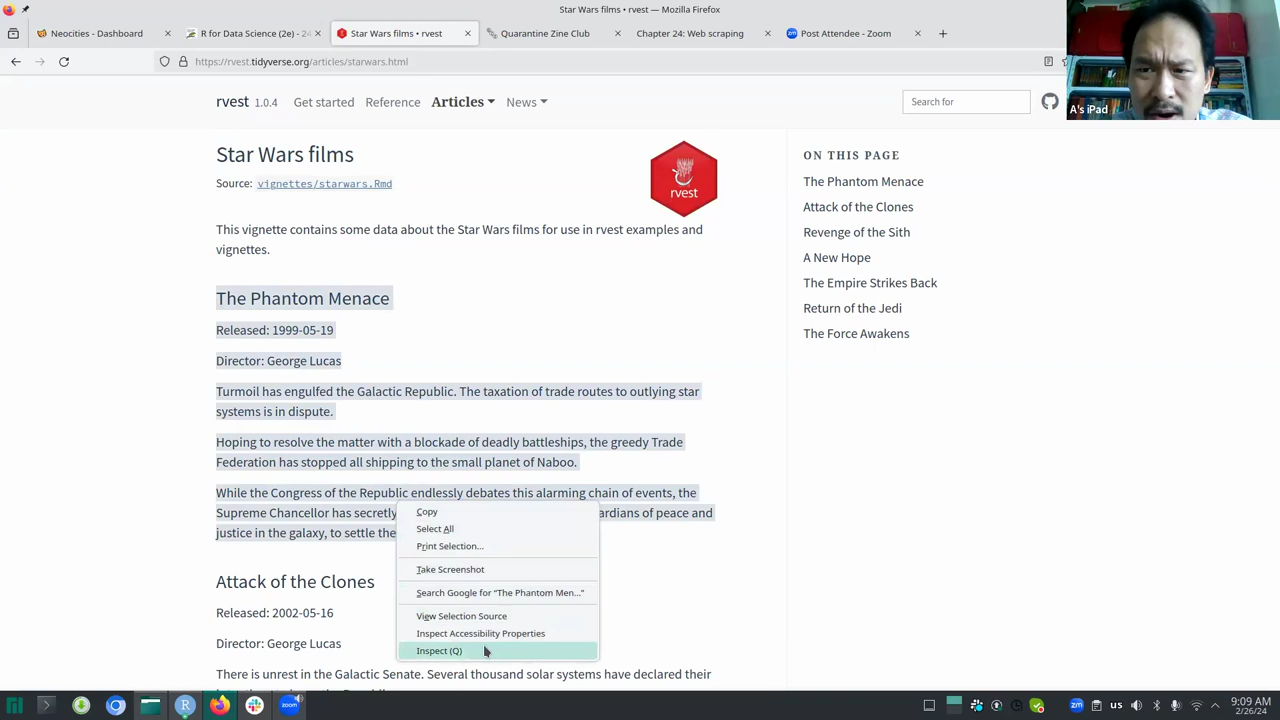 Star Wars films • rvest — Mozilla Firefox
Neocities - Dashboard
R for Data Science (2e) - 24
Star Wars films • rvest
Quarantine Zine Club
Chapter 24: Web scraping
Post Attendee - Zoom
https://rvest.tidyverse.org/articles/starwars.html
A's iPad
rvest 1.0.4 Get started Reference Articles News
Search for
Star Wars films
Source: vignettes/starwars.Rmd
rvest
This vignette contains some data about the Star Wars films for use in rvest examples and
vignettes.
The Phantom Menace
Released: 1999-05-19
Director: George Lucas
Turmoil has engulfed the Galactic Republic. The taxation of trade routes to outlying star
systems is in dispute.
Hoping to resolve the matter with a blockade of deadly battleships, the greedy Trade
Federation has stopped all shipping to the small planet of Naboo.
While the Congress of the Republic endlessly debates this alarming chain of events, the
Supreme Chancellor has secretly
ardians of peace and
justice in the galaxy, to settle the
Copy
Select All
Print Selection...
Take Screenshot
Search Google for “The Phantom Men...”
View Selection Source
Inspect Accessibility Properties
Inspect (Q)
Attack of the Clones
Released: 2002-05-16
Director: George Lucas
There is unrest in the Galactic Senate. Several thousand solar systems have declared their
ON THIS PAGE
The Phantom Menace
Attack of the Clones
Revenge of the Sith
A New Hope
The Empire Strikes Back
Return of the Jedi
The Force Awakens
zoom
zm
us
9:09 AM
2/26/24